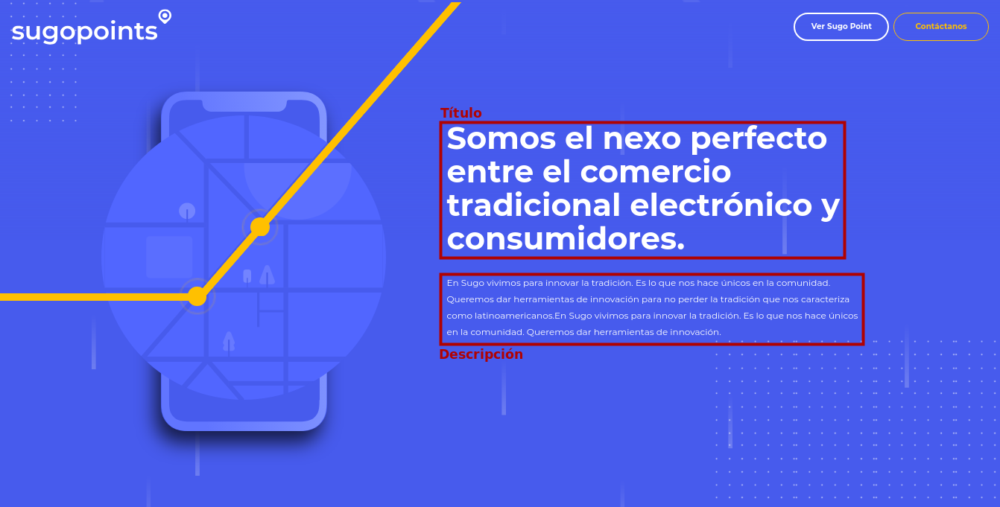 sugopoints
Ver Sugo Point
Contáctanos
Título
Somos el nexo perfecto
entre el comercio
tradicional electrónico y
consumidores.
En Sugo vivimos para innovar la tradición. Es lo que nos hace únicos en la comunidad.
Queremos dar herramientas de innovación para no perder la tradición que nos caracteriza
como latinoamericanos.En Sugo vivimos para innovar la tradición. Es lo que nos hace únicos
en la comunidad. Queremos dar herramientas de innovación.
Descripción